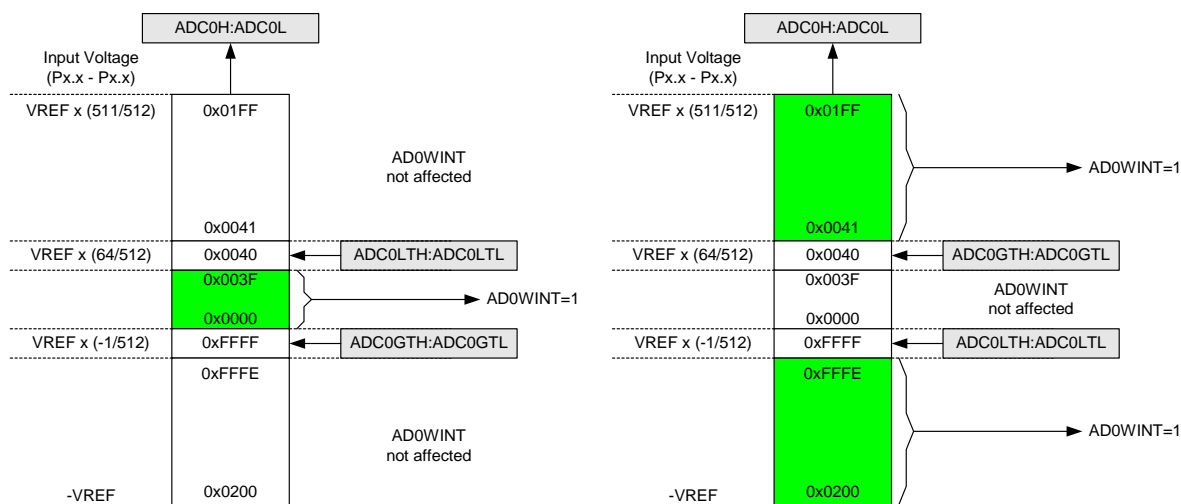 ADC0H:ADC0L
Input Voltage
(Px.x - Px.x)
VREF x (511/512)
0x01FF
AD0WINT
not affected
0x0041
VREF x (64/512)
0x0040
ADC0LTH:ADC0LTL
0x003F
AD0WINT=1
0x0000
VREF x (-1/512)
0xFFFF
ADC0GTH:ADC0GTL
0xFFFE
AD0WINT
not affected
-VREF
0x0200
ADC0H:ADC0L
Input Voltage
(Px.x - Px.x)
VREF x (511/512)
0x01FF
AD0WINT=1
0x0041
VREF x (64/512)
0x0040
ADC0GTH:ADC0GTL
0x003F
AD0WINT
not affected
0x0000
VREF x (-1/512)
0xFFFF
ADC0LTH:ADC0LTL
0xFFFE
AD0WINT=1
-VREF
0x0200